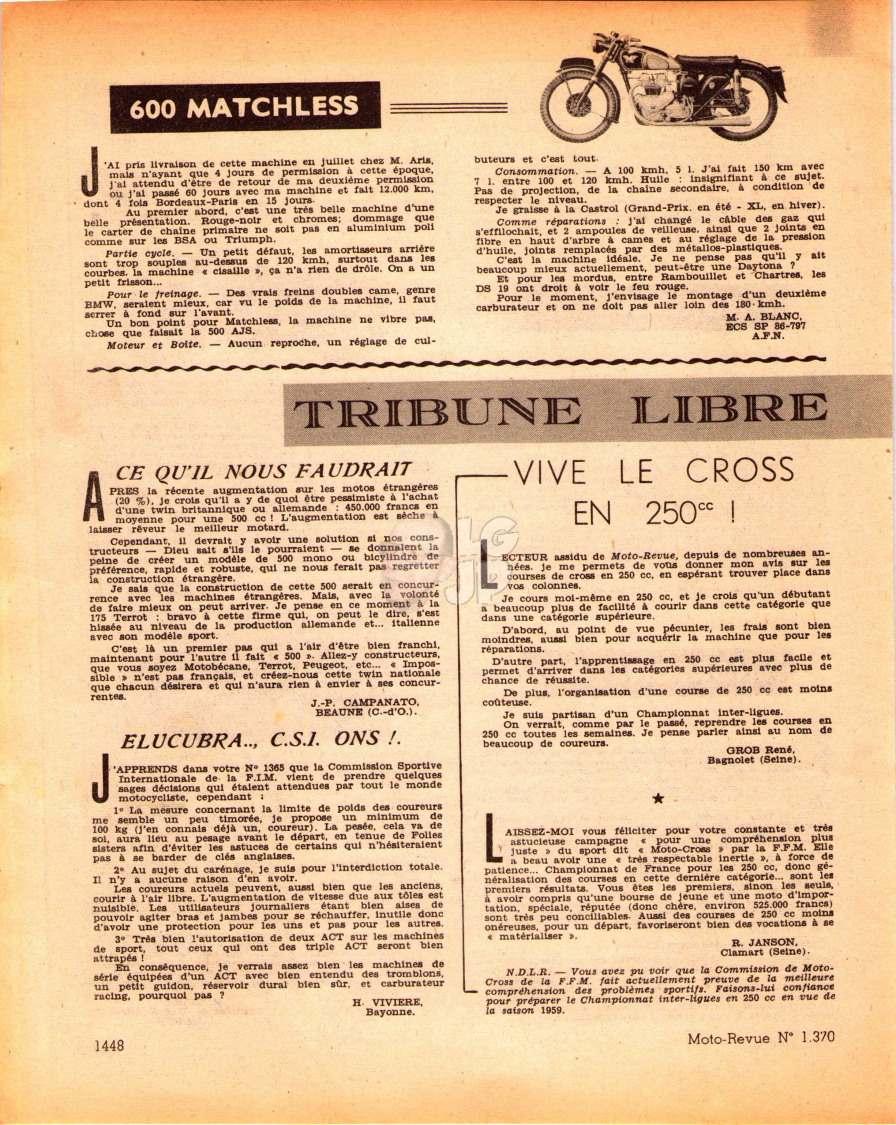 600 MATCHLESS
J'AI pris livraison de cette machine en juillet chez M. Aris,
mais n'ayant que 4 jours de permission à cette époque,
j'ai attendu d'être de retour de ma deuxième permission
ou j'ai passé 60 jours avec ma machine et fait 12.000 km,
dont 4 fois Bordeaux-Paris en 15 jours.
Au premier abord, c'est une très belle machine d'une
belle présentation. Rouge-noir et chromes; dommage que
le carter de chaîne primaire ne soit pas en aluminium poli
comme sur les BSA ou Triumph.
Partie cycle. — Un petit défaut, les amortisseurs arrière
sont trop souples au-dessus de 120 kmh, surtout dans les
courbes, la machine « cisaille », ça n'a rien de drôle. On a un
petit frisson...
Pour le freinage. — Des vrais freins doubles came, genre
BMW, seraient mieux, car vu le poids de la machine, il faut
serrer à fond sur l'avant.
Un bon point pour Matchless, la machine ne vibre pas,
chose que faisait la 500 AJS.
Moteur et Boîte. — Aucun reproche, un réglage de cul-
buteurs et c'est tout.
Consommation. — A 100 kmh, 5 l. J'ai fait 150 km avec
7 l. entre 100 et 120 kmh. Huile : insignifiant à ce sujet.
Pas de projection, de la chaîne secondaire, à condition de
respecter le niveau.
Je graisse à la Castrol (Grand-Prix. en été - XL, en hiver).
Comme réparations : j'ai changé le câble des gaz qui
s'effilochait, et 2 ampoules de veilleuse, ainsi que 2 joints en
fibre en haut d'arbre à cames et au réglage de la pression
d'huile, joints remplacés par des métallos-plastiques.
C'est la machine idéale. Je ne pense pas qu'il y ait
beaucoup mieux actuellement, peut-être une Daytona ?
Et pour les mordus, entre Rambouillet et Chartres, les
DS 19 ont droit à voir le feu rouge.
Pour le moment, j'envisage le montage d'un deuxième
carburateur et on ne doit pas aller loin des 180 kmh.
M. A. BLANC,
ECS SP 86-797
A.F.N.
TRIBUNE LIBRE
CE QU'IL NOUS FAUDRAIT
APRES la récente augmentation sur les motos étrangères
(20 %), je crois qu'il a y de quoi être pessimiste à l'achat
d'une twin britannique ou allemande : 450.000 francs en
moyenne pour une 500 cc ! L'augmentation est sèche à
laisser rêveur le meilleur motard.
Cependant, il devrait y avoir une solution si nos cons-
tructeurs — Dieu sait s'ils le pourraient — se donnaient la
peine de créer un modèle de 500 mono ou bicylindre de
préférence, rapide et robuste, qui ne nous ferait pas regretter
la construction étrangère.
Je sais que la construction de cette 500 serait en concur-
rence avec les machines étrangères. Mais, avec la volonté
de faire mieux on peut arriver. Je pense en ce moment à la
175 Terrot : bravo à cette firme qui, on peut le dire, s'est
hissée au niveau de la production allemande et... italienne
avec son modèle sport.
C'est là un premier pas qui a l'air d'être bien franchi,
maintenant pour l'autre il fait « 500 ». Allez-y constructeurs,
que vous soyez Motobécane, Terrot, Peugeot, etc... « Impos-
sible » n'est pas français, et créez-nous cette twin nationale
que chacun désirera et qui n'aura rien à envier à ses concur-
rentes.
J.-P. CAMPANATO,
BEAUNE (C.-d'O.).
ELUCUBRA.., C.S.I. ONS !.
J'APPRENDS dans votre N° 1365 que la Commission Sportive
Internationale de la F.I.M. vient de prendre quelques
sages décisions qui étaient attendues par tout le monde
motocycliste, cependant :
1° La mesure concernant la limite de poids des coureurs
me semble un peu timorée, je propose un minimum de
100 kg (j'en connais déjà un, coureur). La pesée, cela va de
soi, aura lieu au pesage avant le départ, en tenue de Folies
sisters afin d'éviter les astuces de certains qui n'hésiteraient
pas à se barder de clés anglaises.
2° Au sujet du carénage, je suis pour l'interdiction totale.
Il n'y a aucune raison d'en avoir.
Les coureurs actuels peuvent, aussi bien que les anciens,
courir à l'air libre. L'augmentation de vitesse due aux tôles est
nuisible. Les utilisateurs journaliers étant bien aises de
pouvoir agiter bras et jambes pour se réchauffer, inutile donc
d'avoir une protection pour les uns et pas pour les autres.
3° Très bien l'autorisation de deux ACT sur les machines
de sport, tout ceux qui ont des triple ACT seront bien
attrapés !
En conséquence, je verrais assez bien les machines de
série équipées d'un ACT avec bien entendu des tromblons,
un petit guidon, réservoir dural bien sûr, et carburateur
racing, pourquoi pas ?
H. VIVIERE,
Bayonne.
VIVE LE CROSS
EN 250cc !
LECTEUR assidu de Moto-Revue, depuis de nombreuses an-
nées, je me permets de vous donner mon avis sur les
courses de cross en 250 cc, en espérant trouver place dans
vos colonnes.
Je cours moi-même en 250 cc, et je crois qu'un débutant
a beaucoup plus de facilité à courir dans cette catégorie que
dans une catégorie supérieure.
D'abord, au point de vue pécunier, les frais sont bien
moindres, aussi bien pour acquérir la machine que pour les
réparations.
D'autre part, l'apprentissage en 250 cc est plus facile et
permet d'arriver dans les catégories supérieures avec plus de
chance de réussite.
De plus, l'organisation d'une course de 250 cc est moins
coûteuse.
Je suis partisan d'un Championnat inter-ligues.
On verrait, comme par le passé, reprendre les courses en
250 cc toutes les semaines. Je pense parler ainsi au nom de
beaucoup de coureurs.
GROB René,
Bagnolet (Seine).
LAISSEZ-MOI vous féliciter pour votre constante et très
astucieuse campagne « pour une compréhension plus
juste » du sport dit « Moto-Cross » par la F.F.M. Elle
a beau avoir une « très respectable inertie », à force de
patience... Championnat de France pour les 250 cc, donc gé-
néralisation des courses en cette dernière catégorie... sont les
premiers résultats. Vous êtes les premiers, sinon les seuls,
à avoir compris qu'une bourse de jeune et une moto d'impor-
tation, spéciale, réputée (donc chère, environ 525.000 francs)
sont très peu conciliables. Aussi des courses de 250 cc moins
onéreuses, pour un départ, favoriseront bien des vocations à se
« matérialiser ».
R. JANSON,
Clamart (Seine).
N.D.L.R. — Vous avez pu voir que la Commission de Moto-
Cross de la F.F.M. fait actuellement preuve de la meilleure
compréhension des problèmes sportifs. Faisons-lui confiance
pour préparer le Championnat inter-ligues en 250 cc en vue de
la saison 1959.
1448
Moto-Revue N° 1.370